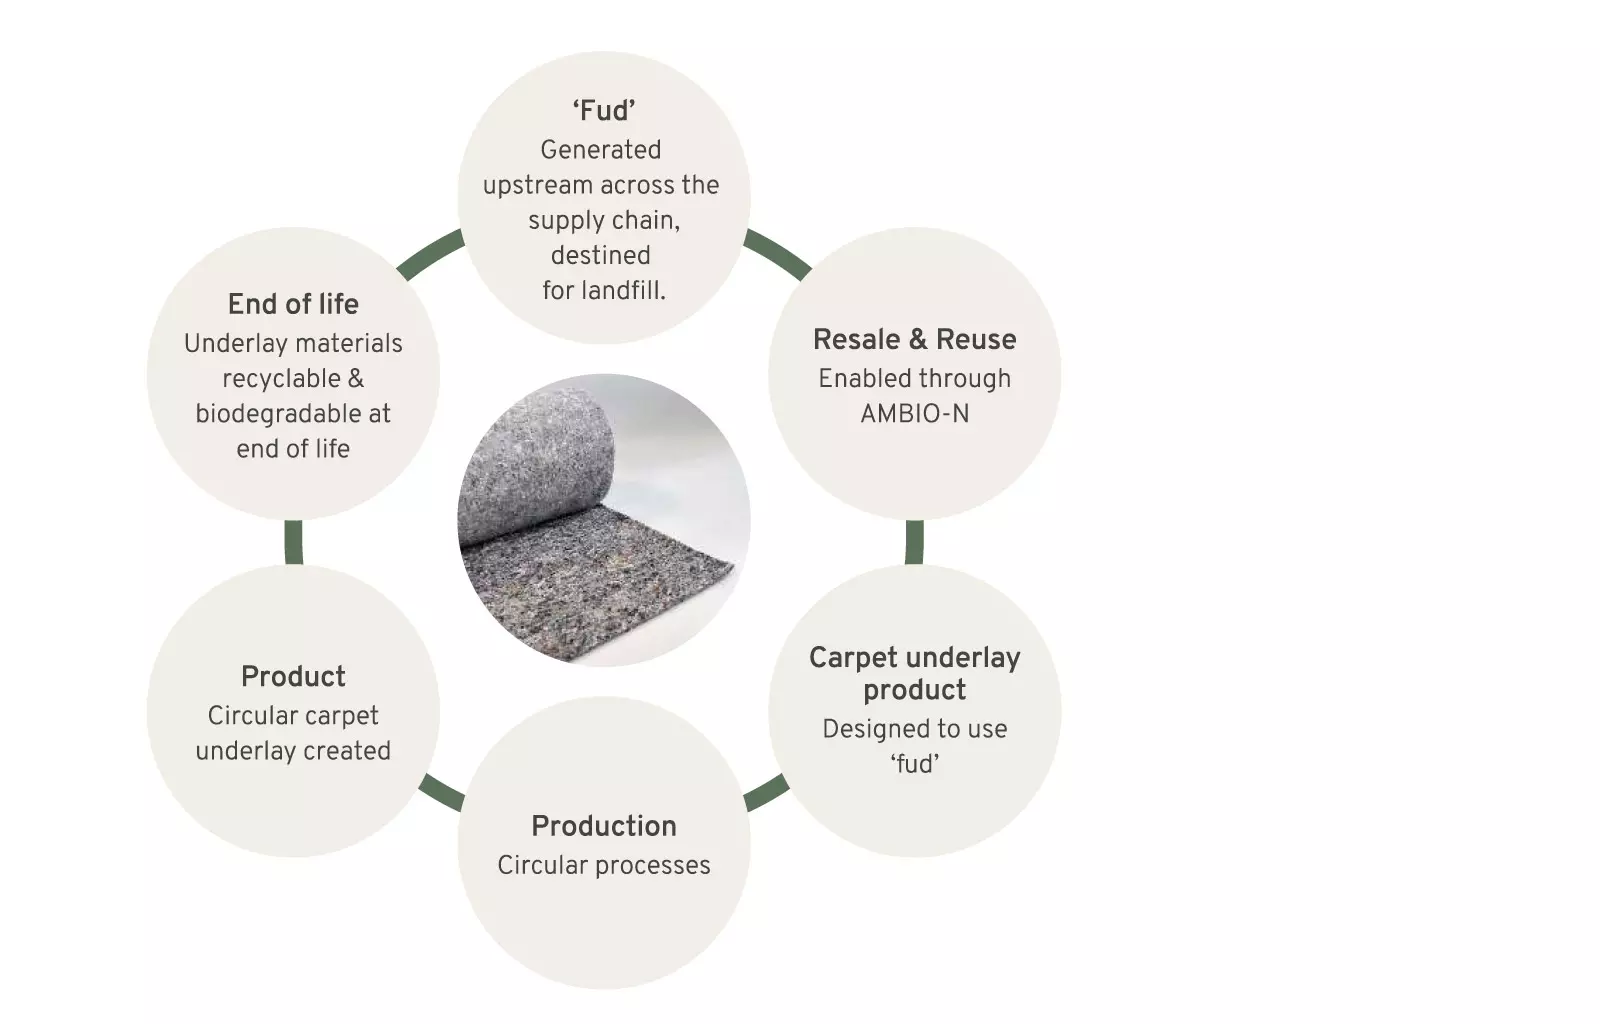 ‘Fud’
Generated
upstream across the
supply chain,
destined
for landfill.
Resale & Reuse
Enabled through
AMBIO-N
Carpet underlay
product
Designed to use
‘fud’
Production
Circular processes
Product
Circular carpet
underlay created
End of life
Underlay materials
recyclable &
biodegradable at
end of life